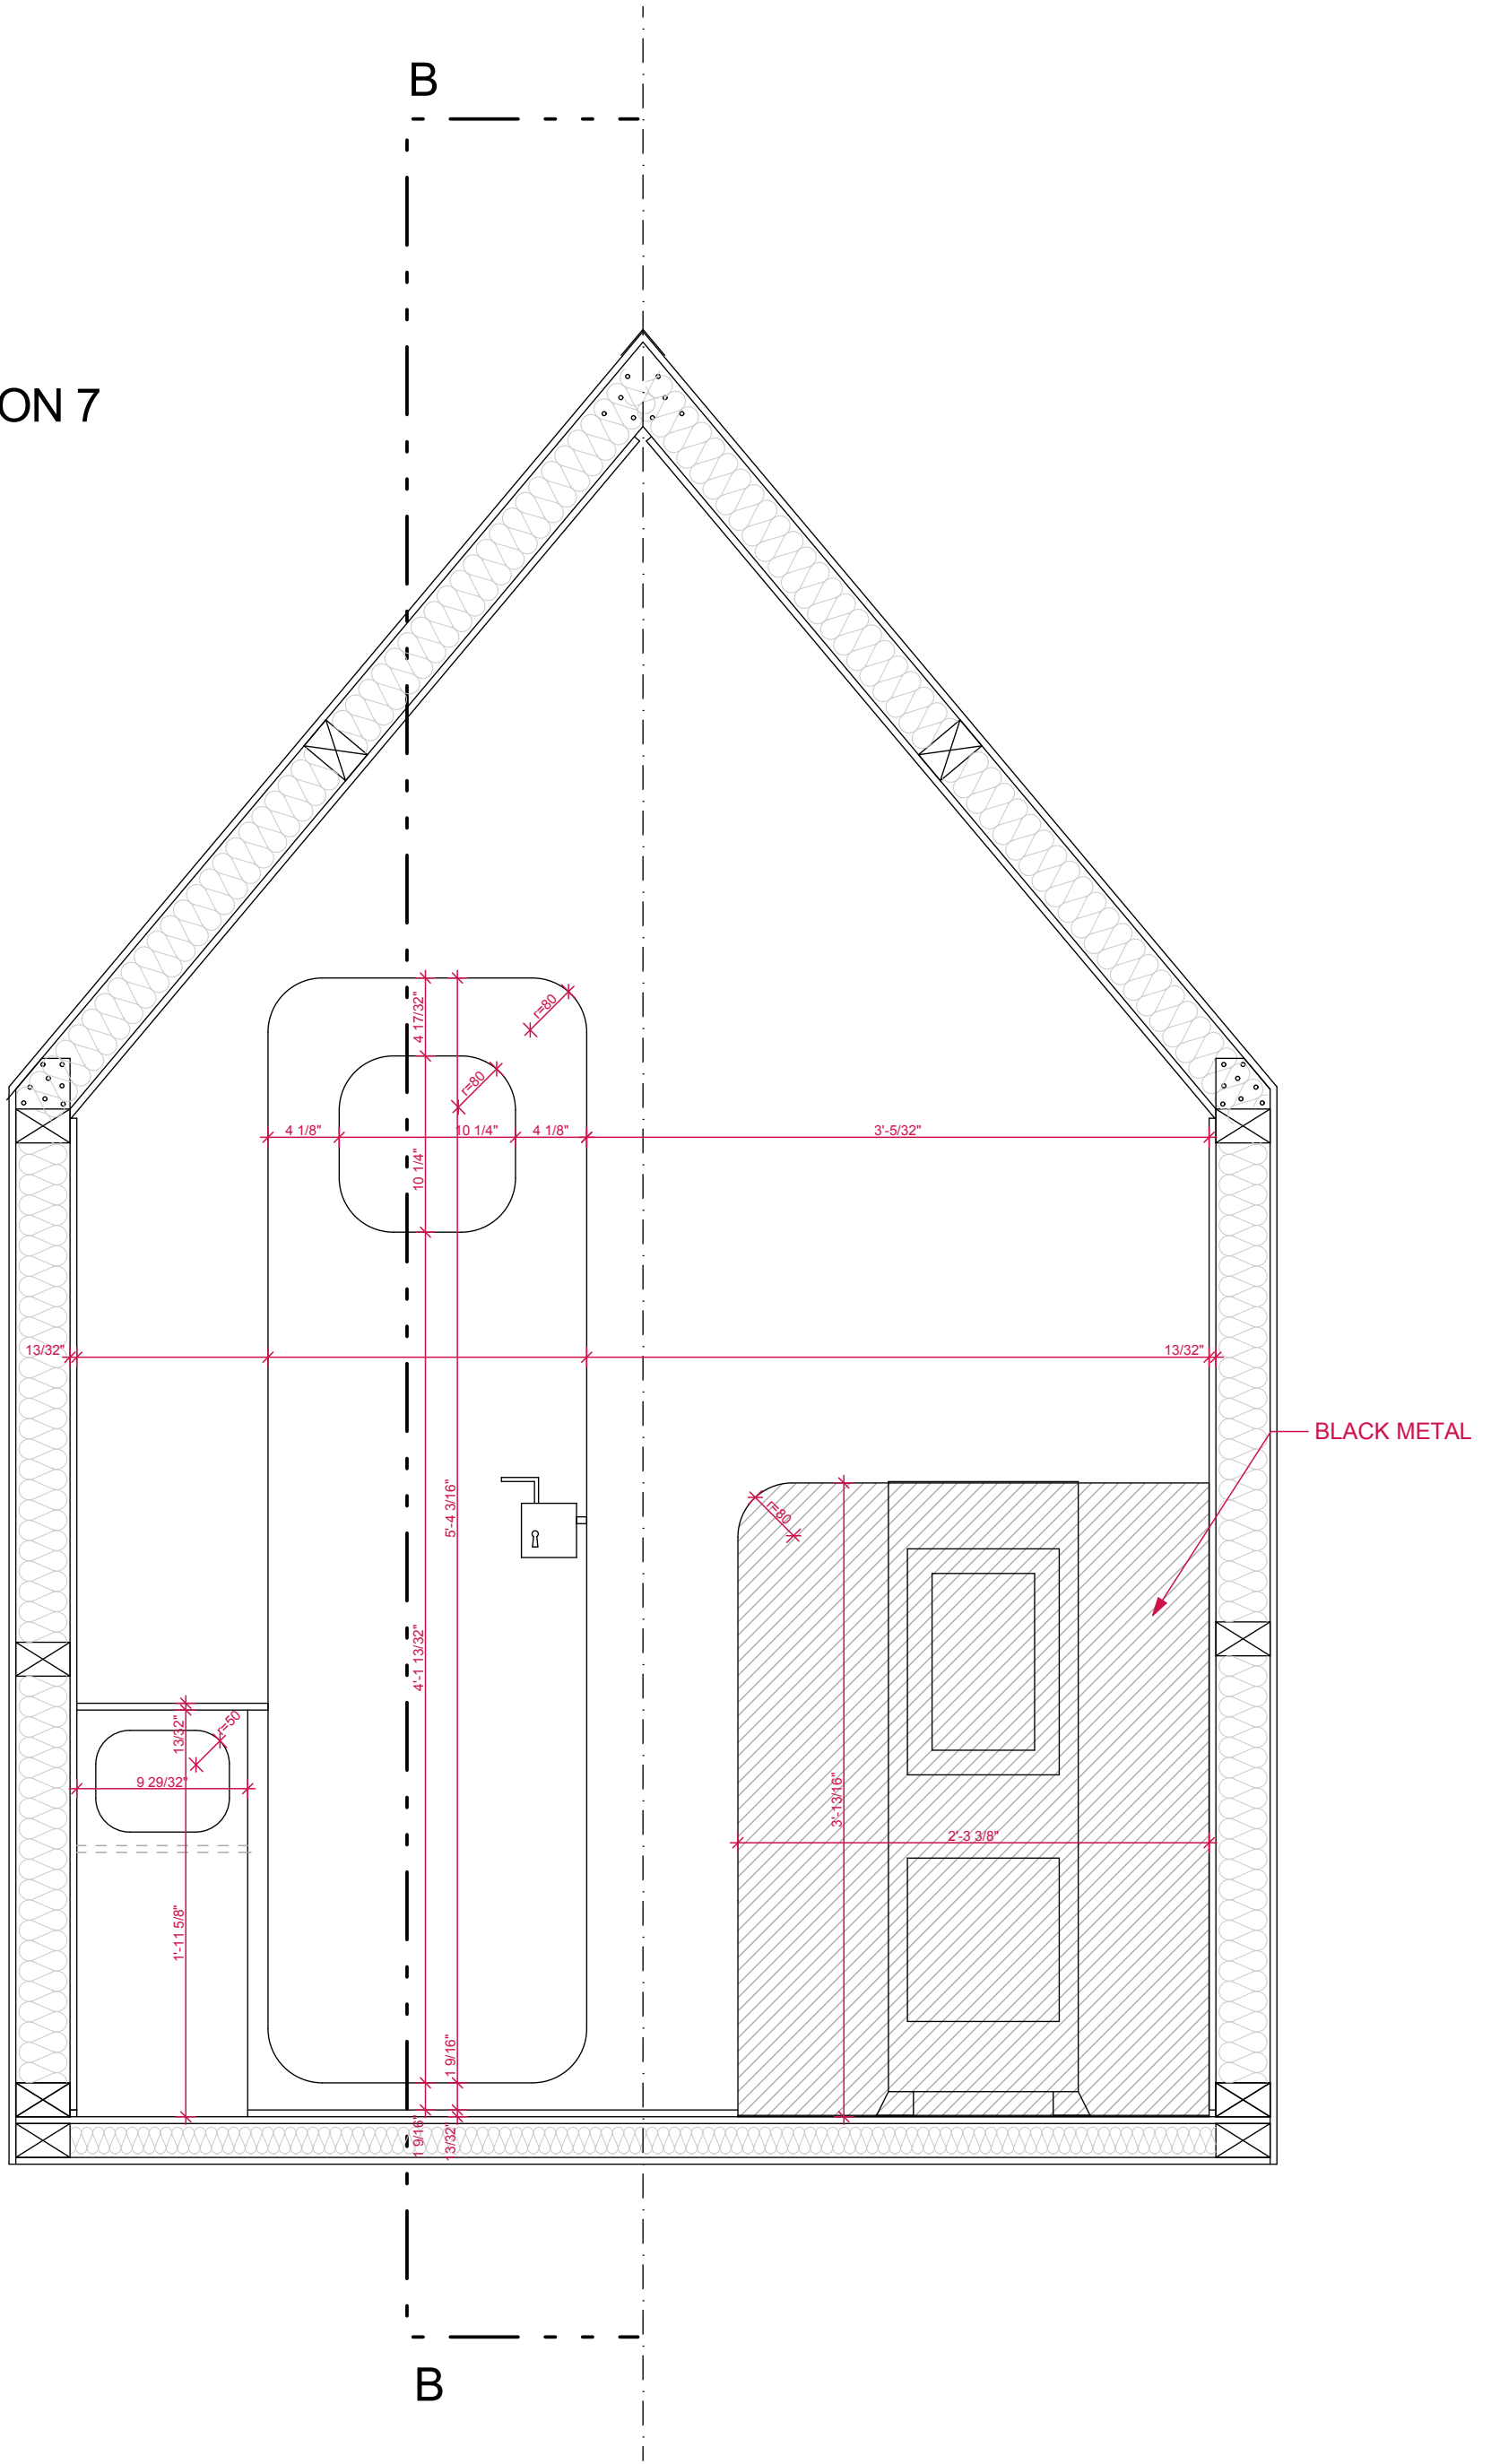 B
ON 7
4 17/32"
r=80
r=80
4 1/8"
10 1/4"
4 1/8"
3'-5/32"
10 1/4"
13/32"
13/32"
BLACK METAL
5'-4 3/16"
r=80
4'-1 13/32"
13/32"
r=50
9 29/32"
3'-13/16"
2'-3 3/8"
1'-11 5/8"
1 9/16"
1 9/16"
13/32"
B